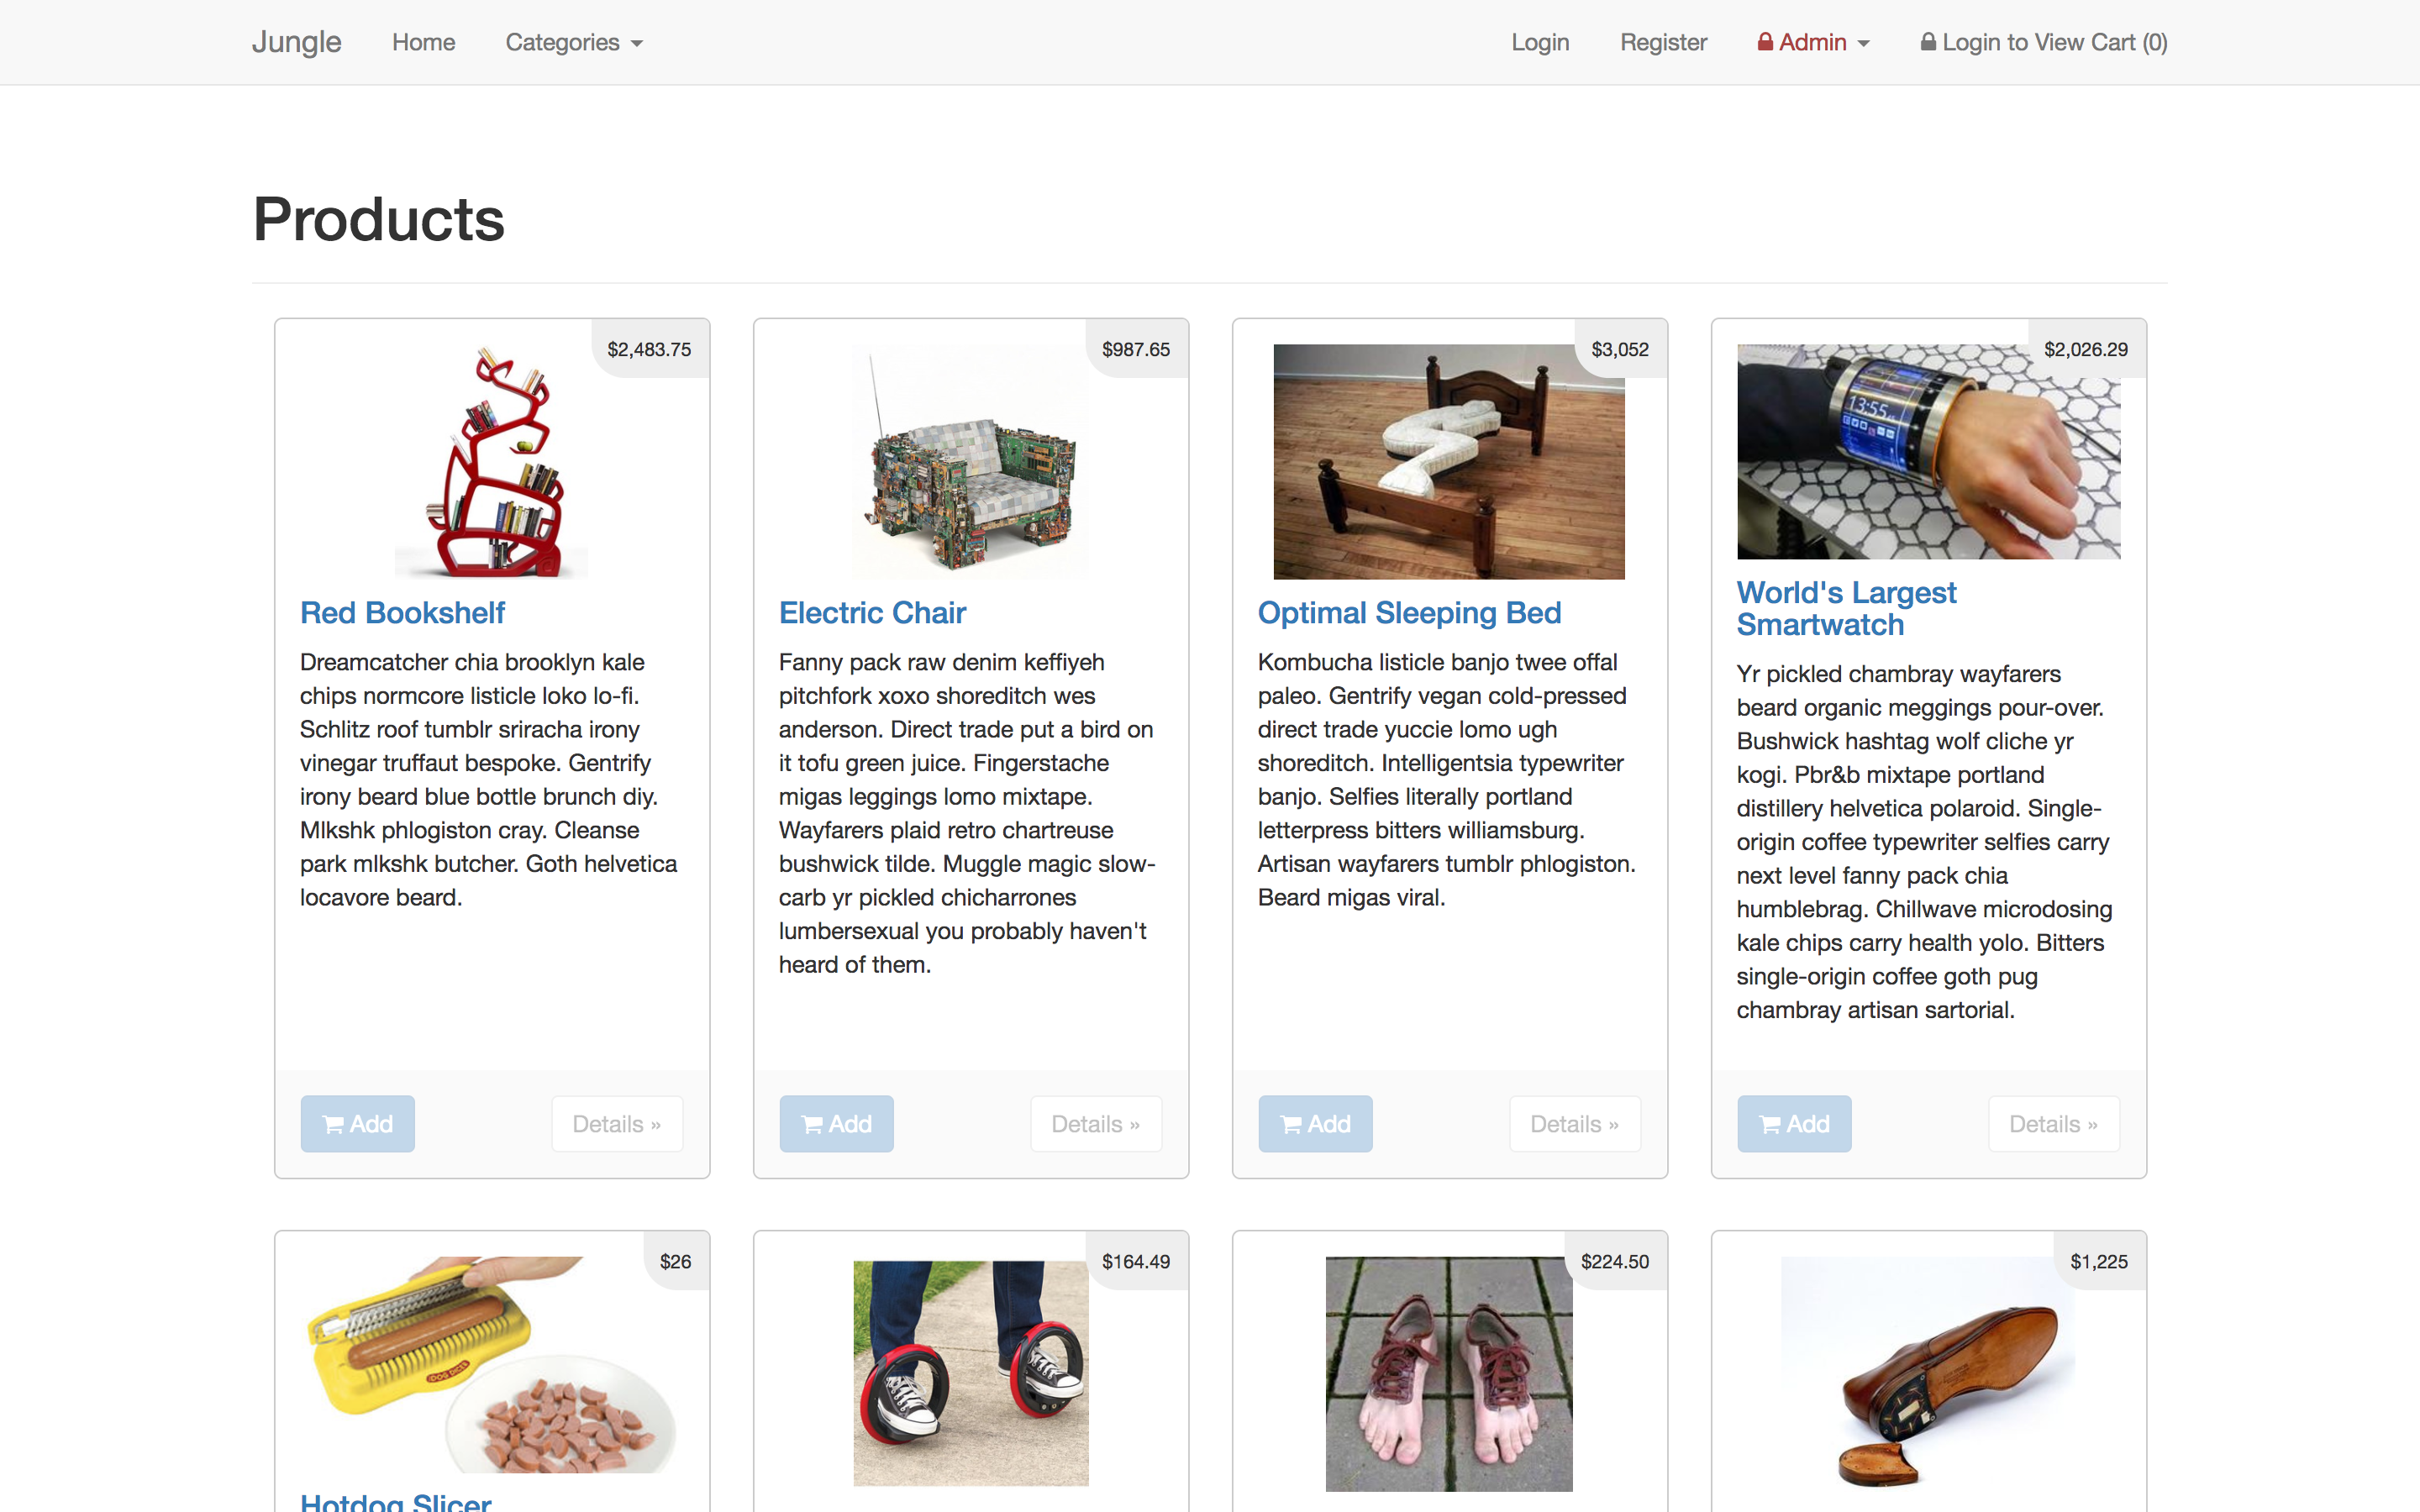 Jungle Home Categories Login Register Admin Login to View Cart (0)
Products
$2,483.75
Red Bookshelf
Dreamcatcher chia brooklyn kale
chips normcore listicle loko lo-fi.
Schlitz roof tumblr sriracha irony
vinegar truffaut bespoke. Gentrify
irony beard blue bottle brunch diy.
Mlkshk phlogiston cray. Cleanse
park mlkshk butcher. Goth helvetica
locavore beard.
Add Details »
$987.65
Electric Chair
Fanny pack raw denim keffiyeh
pitchfork xoxo shoreditch wes
anderson. Direct trade put a bird on
it tofu green juice. Fingerstache
migas leggings lomo mixtape.
Wayfarers plaid retro chartreuse
bushwick tilde. Muggle magic slow-
carb yr pickled chicharrones
lumbersexual you probably haven't
heard of them.
Add Details »
$3,052
Optimal Sleeping Bed
Kombucha listicle banjo twee offal
paleo. Gentrify vegan cold-pressed
direct trade yuccie lomo ugh
shoreditch. Intelligentsia typewriter
banjo. Selfies literally portland
letterpress bitters williamsburg.
Artisan wayfarers tumblr phlogiston.
Beard migas viral.
Add Details »
$2,026.29
13:55
World's Largest
Smartwatch
Yr pickled chambray wayfarers
beard organic meggings pour-over.
Bushwick hashtag wolf cliche yr
kogi. Pbr&b mixtape portland
distillery helvetica polaroid. Single-
origin coffee typewriter selfies carry
next level fanny pack chia
humblebrag. Chillwave microdosing
kale chips carry health yolo. Bitters
single-origin coffee goth pug
chambray artisan sartorial.
Add Details »
$26
Hotdog Slicer
$164.49
$224.50
$1,225